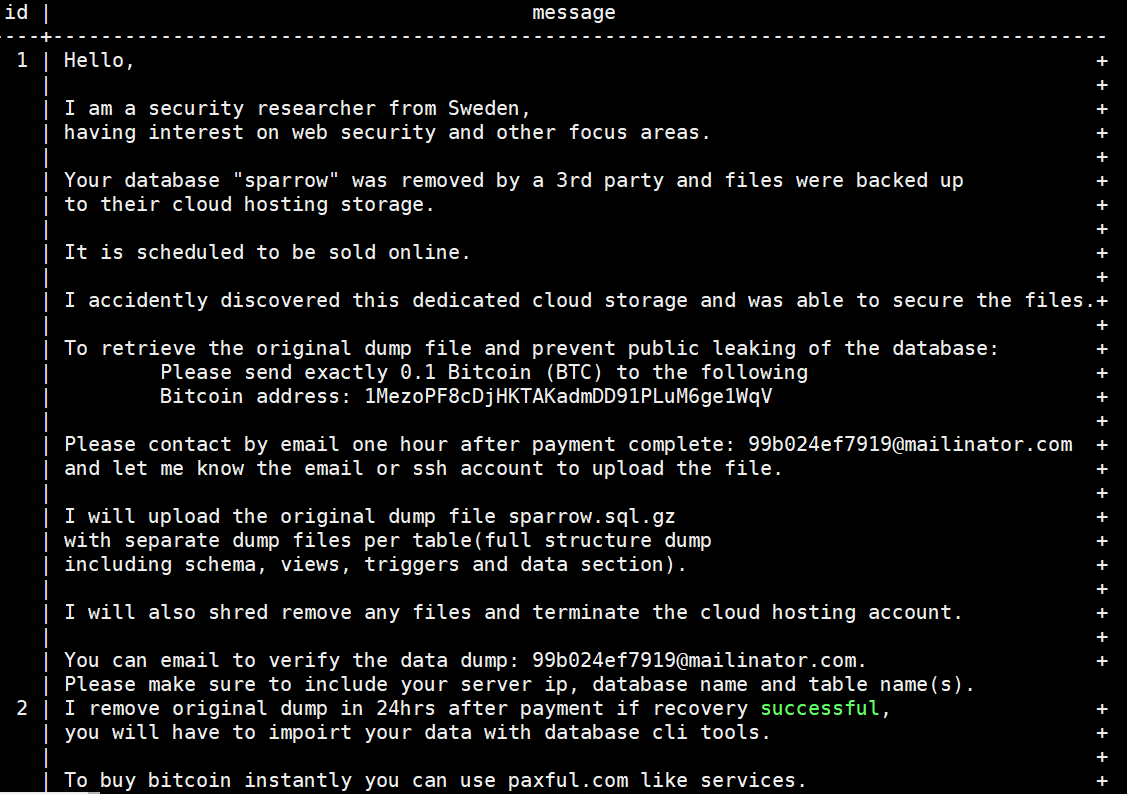 id | message
----+----------------------------------------------------------------------------------------
1 | Hello, +
| +
| I am a security researcher from Sweden, +
| having interest on web security and other focus areas. +
| +
| Your database "sparrow" was removed by a 3rd party and files were backed up +
| to their cloud hosting storage. +
| +
| It is scheduled to be sold online. +
| +
| I accidently discovered this dedicated cloud storage and was able to secure the files.+
| +
| To retrieve the original dump file and prevent public leaking of the database: +
| Please send exactly 0.1 Bitcoin (BTC) to the following +
| Bitcoin address: 1MezoPF8cDjHKTAKadmDD91PLuM6ge1WqV +
| +
| Please contact by email one hour after payment complete: 99b024ef7919@mailinator.com +
| and let me know the email or ssh account to upload the file. +
| +
| I will upload the original dump file sparrow.sql.gz +
| with separate dump files per table(full structure dump +
| including schema, views, triggers and data section). +
| +
| I will also shred remove any files and terminate the cloud hosting account. +
| +
| You can email to verify the data dump: 99b024ef7919@mailinator.com. +
| Please make sure to include your server ip, database name and table name(s).
2 | I remove original dump in 24hrs after payment if recovery successful, +
| you will have to impoirt your data with database cli tools. +
| +
| To buy bitcoin instantly you can use paxful.com like services. +